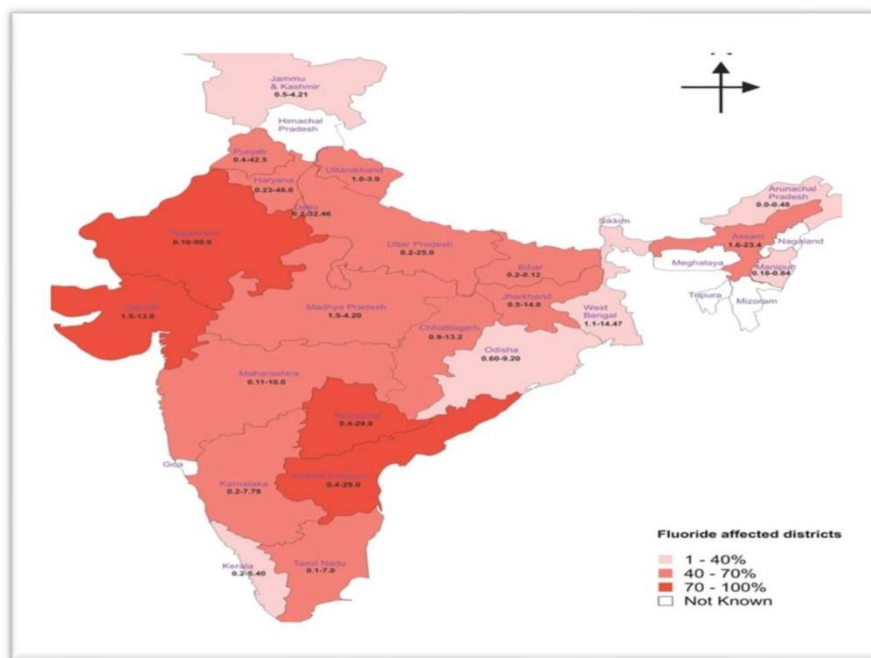 Jammu
& Kashmir
0.5-4.21
Himachal
Pradesh
Punjab
0.4-42.5
Uttarakhand
1.0-3.0
Haryana
0.23-48.0
Delhi
0.2-32.46
Arunachal
Pradesh
0.0-0.48
Sikkim
Assam
1.6-23.4
Nagaland
Uttar Pradesh
0.2-25.0
Bihar
0.2-8.12
Meghalaya
Manipur
0.18-0.84
Tripura
Mizoram
Gujarat
1.5-13.0
Madhya Pradesh
1.5-4.20
Jharkhand
0.5-14.0
West
Bengal
1.1-14.47
Chhotisgarh
0.9-13.2
Odisha
0.60-9.20
Maharashtra
0.11-10.0
0.4-29.0
Goa
Karnataka
0.2-7.79
Andhra Pradesh
0.4-29.0
Kerala
0.2-5.40
Tamil Nadu
0.1-7.0
Fluoride affected districts
1 - 40%
40 - 70%
70 - 100%
Not Known